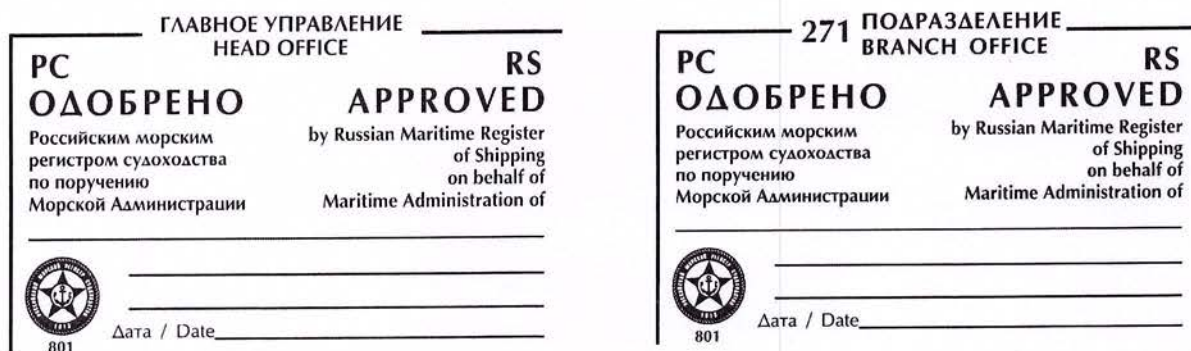 ГЛАВНОЕ УПРАВЛЕНИЕ
HEAD OFFICE
РС RS
ОДОБРЕНО APPROVED
Российским морским by Russian Maritime Register
регистром судоходства of Shipping
по поручению on behalf of
Морской Администрации Maritime Administration of
Дата / Date
801
271 ПОДРАЗДЕЛЕНИЕ
BRANCH OFFICE
РС RS
ОДОБРЕНО APPROVED
Российским морским by Russian Maritime Register
регистром судоходства of Shipping
по поручению on behalf of
Морской Администрации Maritime Administration of
Дата / Date
801